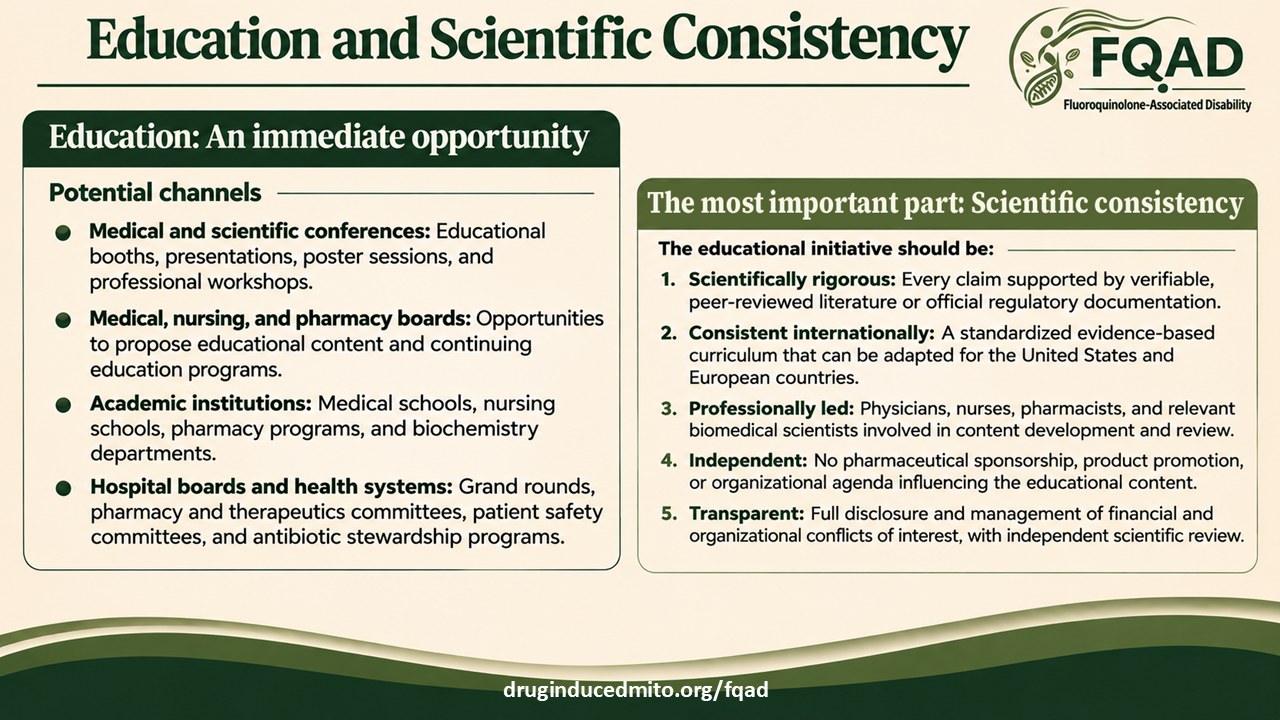 Education and Scientific Consistency
FQAD
Fluoroquinolone-Associated Disability
Education: An immediate opportunity
Potential channels
Medical and scientific conferences: Educational
booths, presentations, poster sessions, and
professional workshops.
Medical, nursing, and pharmacy boards: Opportunities
to propose educational content and continuing
education programs.
Academic institutions: Medical schools, nursing
schools, pharmacy programs, and biochemistry
departments.
Hospital boards and health systems: Grand rounds,
pharmacy and therapeutics committees, patient safety
committees, and antibiotic stewardship programs.
The most important part: Scientific consistency
The educational initiative should be:
1. Scientifically rigorous: Every claim supported by verifiable,
peer-reviewed literature or official regulatory documentation.
2. Consistent internationally: A standardized evidence-based
curriculum that can be adapted for the United States and
European countries.
3. Professionally led: Physicians, nurses, pharmacists, and relevant
biomedical scientists involved in content development and review.
4. Independent: No pharmaceutical sponsorship, product promotion,
or organizational agenda influencing the educational content.
5. Transparent: Full disclosure and management of financial and
organizational conflicts of interest, with independent scientific review.
druginducedmito.org/fqad